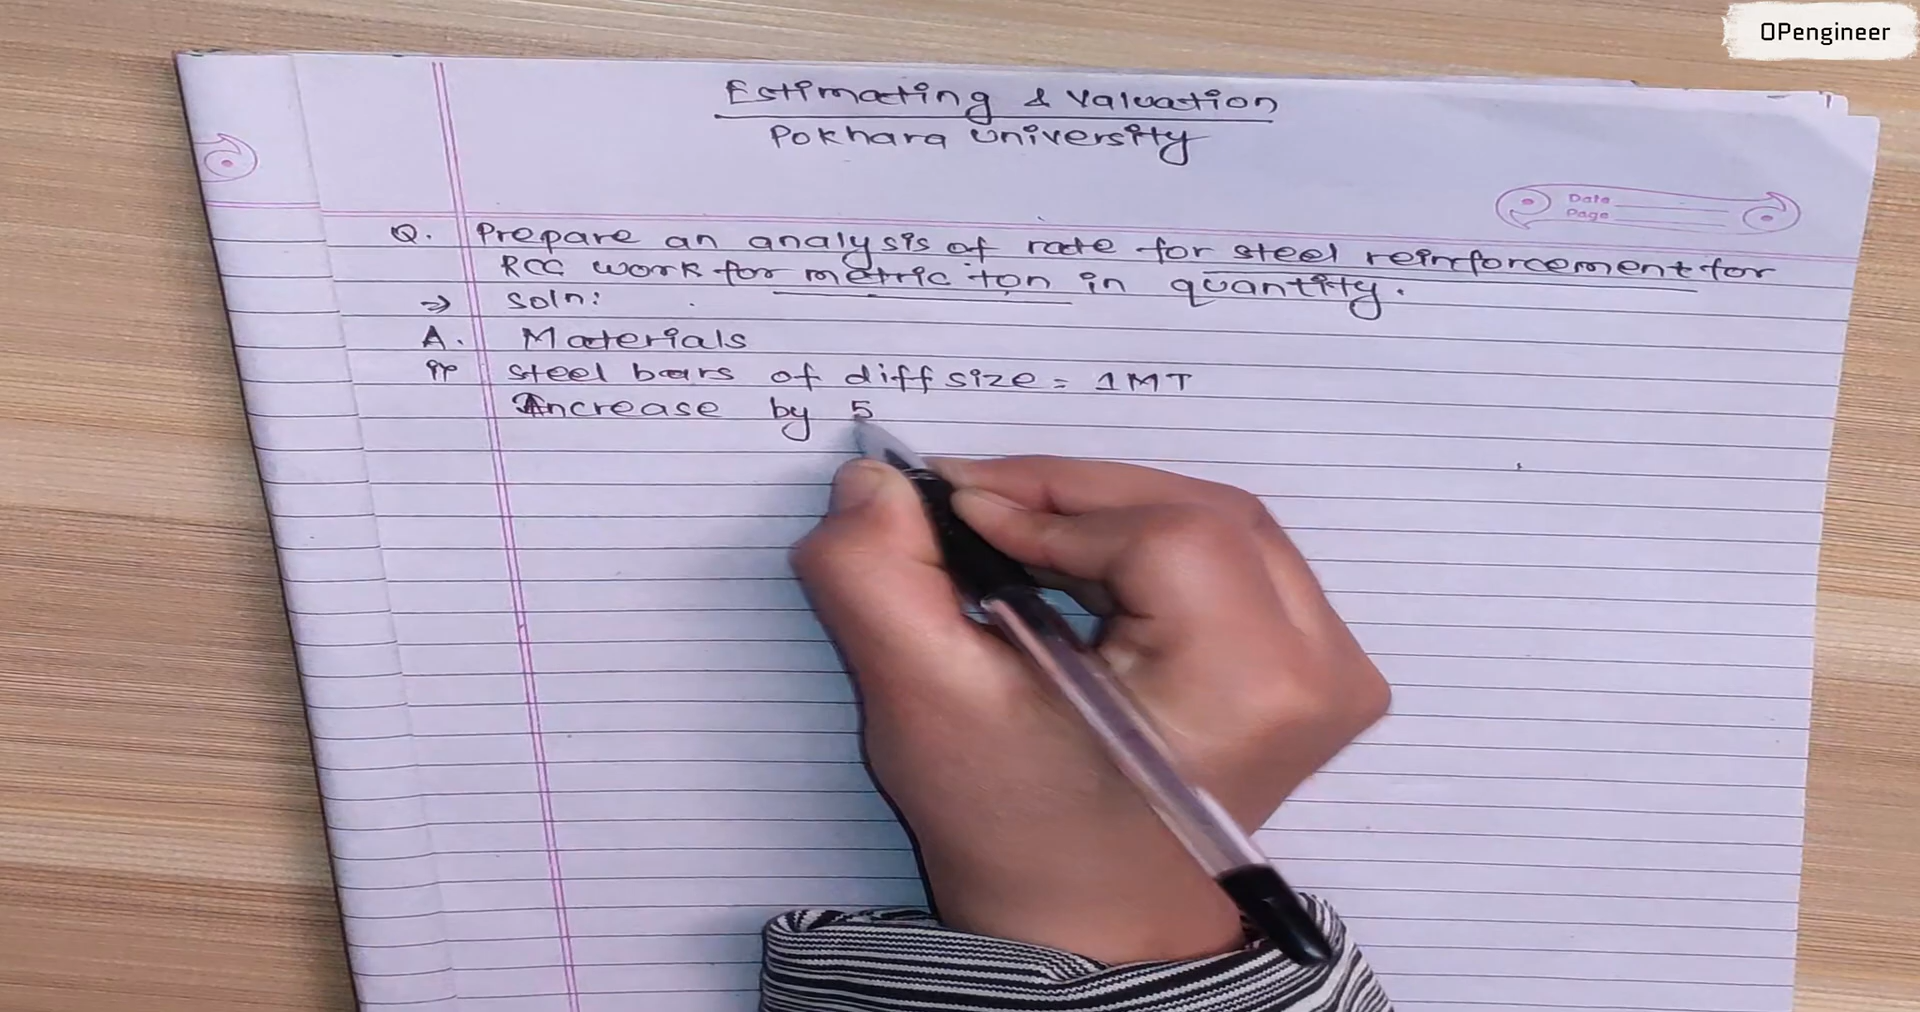 OPengineer
Estimating & Valuation
Pokhara University
Date
Page
Q. Prepare an analysis of rate for steel reinforcement for
RCC work for metric ton in quantity.
⇒ Soln:
A. Materials
steel bars of diff size = 1MT
Increase by 5